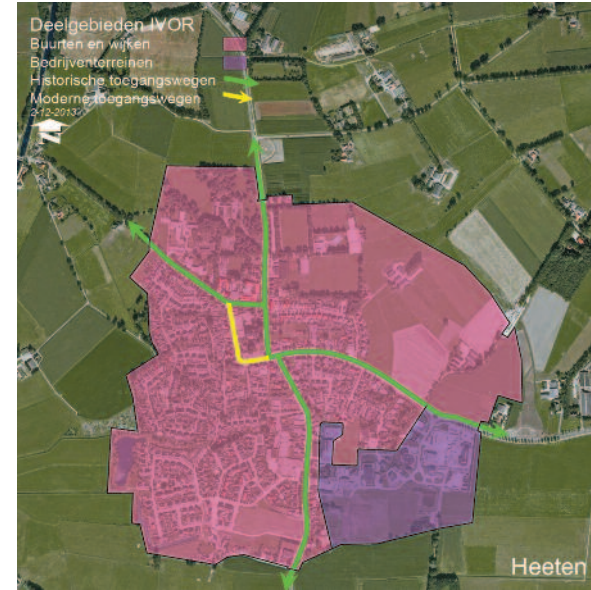 Deelgebieden IVOR
Buurten en wijken
Bedrijventerreinen
Historische toegangswegen
Moderne toegangswegen
2-12-2013
Heeten